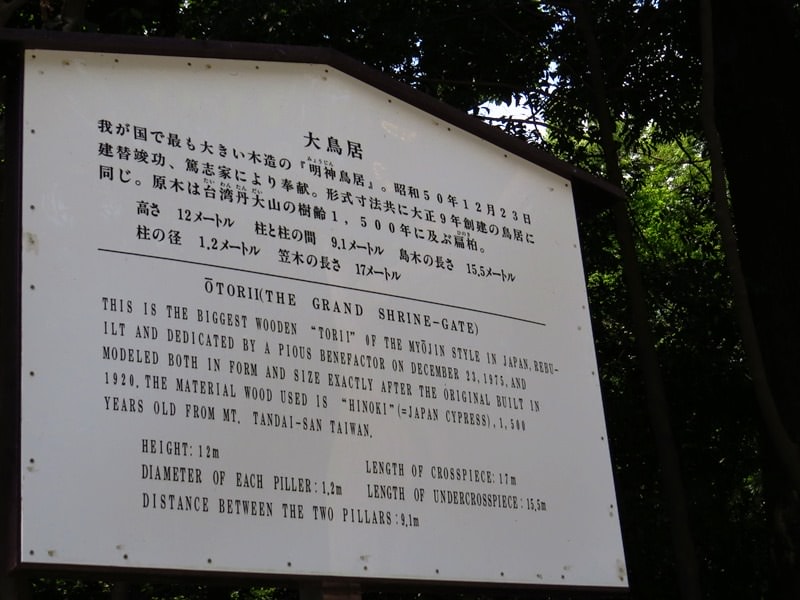 大鳥居
我が国で最も大きい木造の『明神鳥居』。昭和50年12月23日
建替竣功、篤志家により奉献。形式寸法共に大正9年創建の鳥居に
同じ。原木は台湾丹大山の樹齢1,500年に及ぶ扁柏。
高さ 12メートル 柱と柱の間 9.1メートル 島木の長さ 15.5メートル
柱の径 1.2メートル 笠木の長さ 17メートル
ŌTORII(THE GRAND SHRINE-GATE)
THIS IS THE BIGGEST WOODEN "TORII" OF THE MYŌJIN STYLE IN JAPAN, REBU-
ILT AND DEDICATED BY A PIOUS BENEFACTOR ON DECEMBER 23, 1975, AND
MODELED BOTH IN FORM AND SIZE EXACTLY AFTER THE ORIGINAL BUILT IN
1920. THE MATERIAL WOOD USED IS "HINOKI"(=JAPAN CYPRESS), 1,500
YEARS OLD FROM MT. TANDAI-SAN TAIWAN.
HEIGHT: 12m
LENGTH OF CROSSPIECE: 17m
DIAMETER OF EACH PILLER: 1,2m
LENGTH OF UNDERCROSSPIECE: 15,5m
DISTANCE BETWEEN THE TWO PILLARS: 9,1m